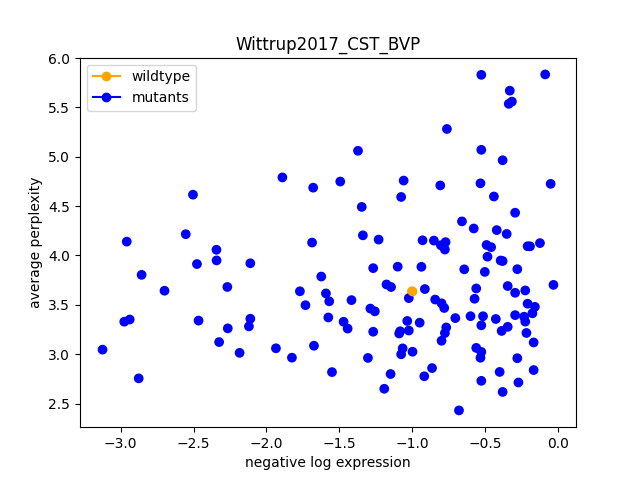 Wittrup2017_CST_BVP
wildtype
mutants
6.0
5.5
5.0
4.5
4.0
3.5
3.0
2.5
average perplexity
−3.0 −2.5 −2.0 −1.5 −1.0 −0.5 0.0
negative log expression